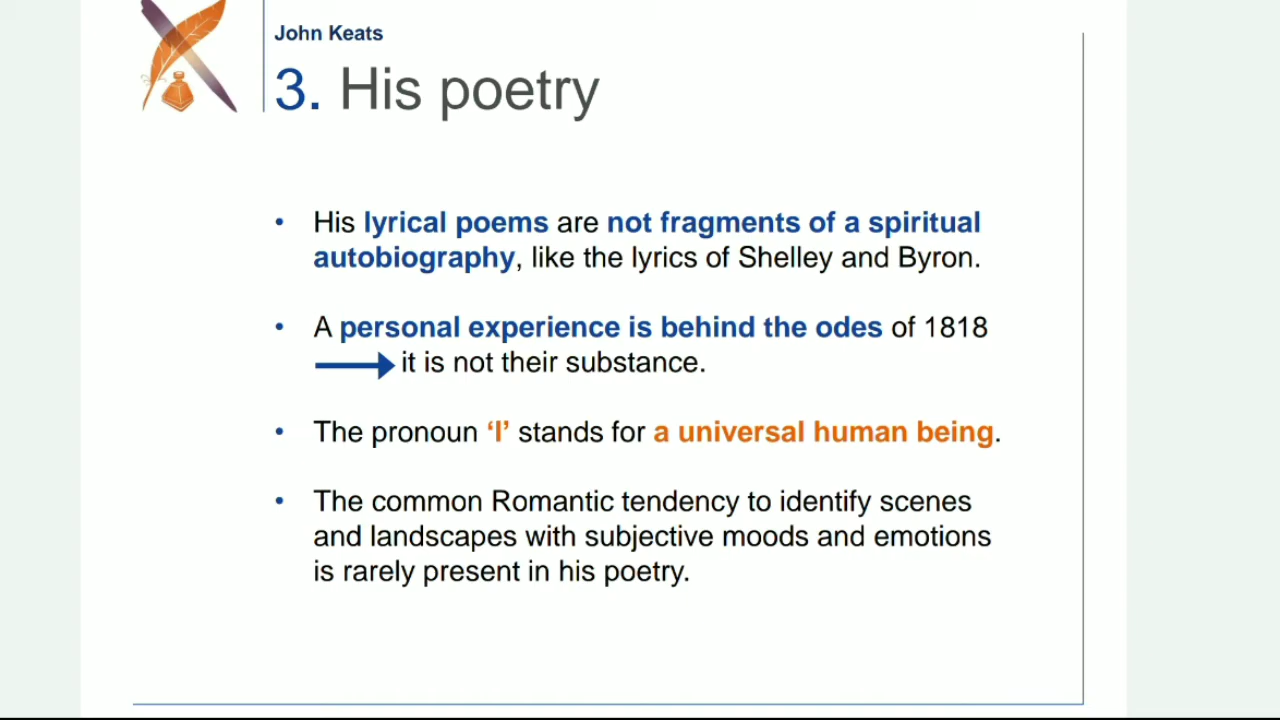 John Keats
3. His poetry
• His lyrical poems are not fragments of a spiritual
autobiography, like the lyrics of Shelley and Byron.
• A personal experience is behind the odes of 1818
it is not their substance.
• The pronoun ‘I’ stands for a universal human being.
• The common Romantic tendency to identify scenes
and landscapes with subjective moods and emotions
is rarely present in his poetry.